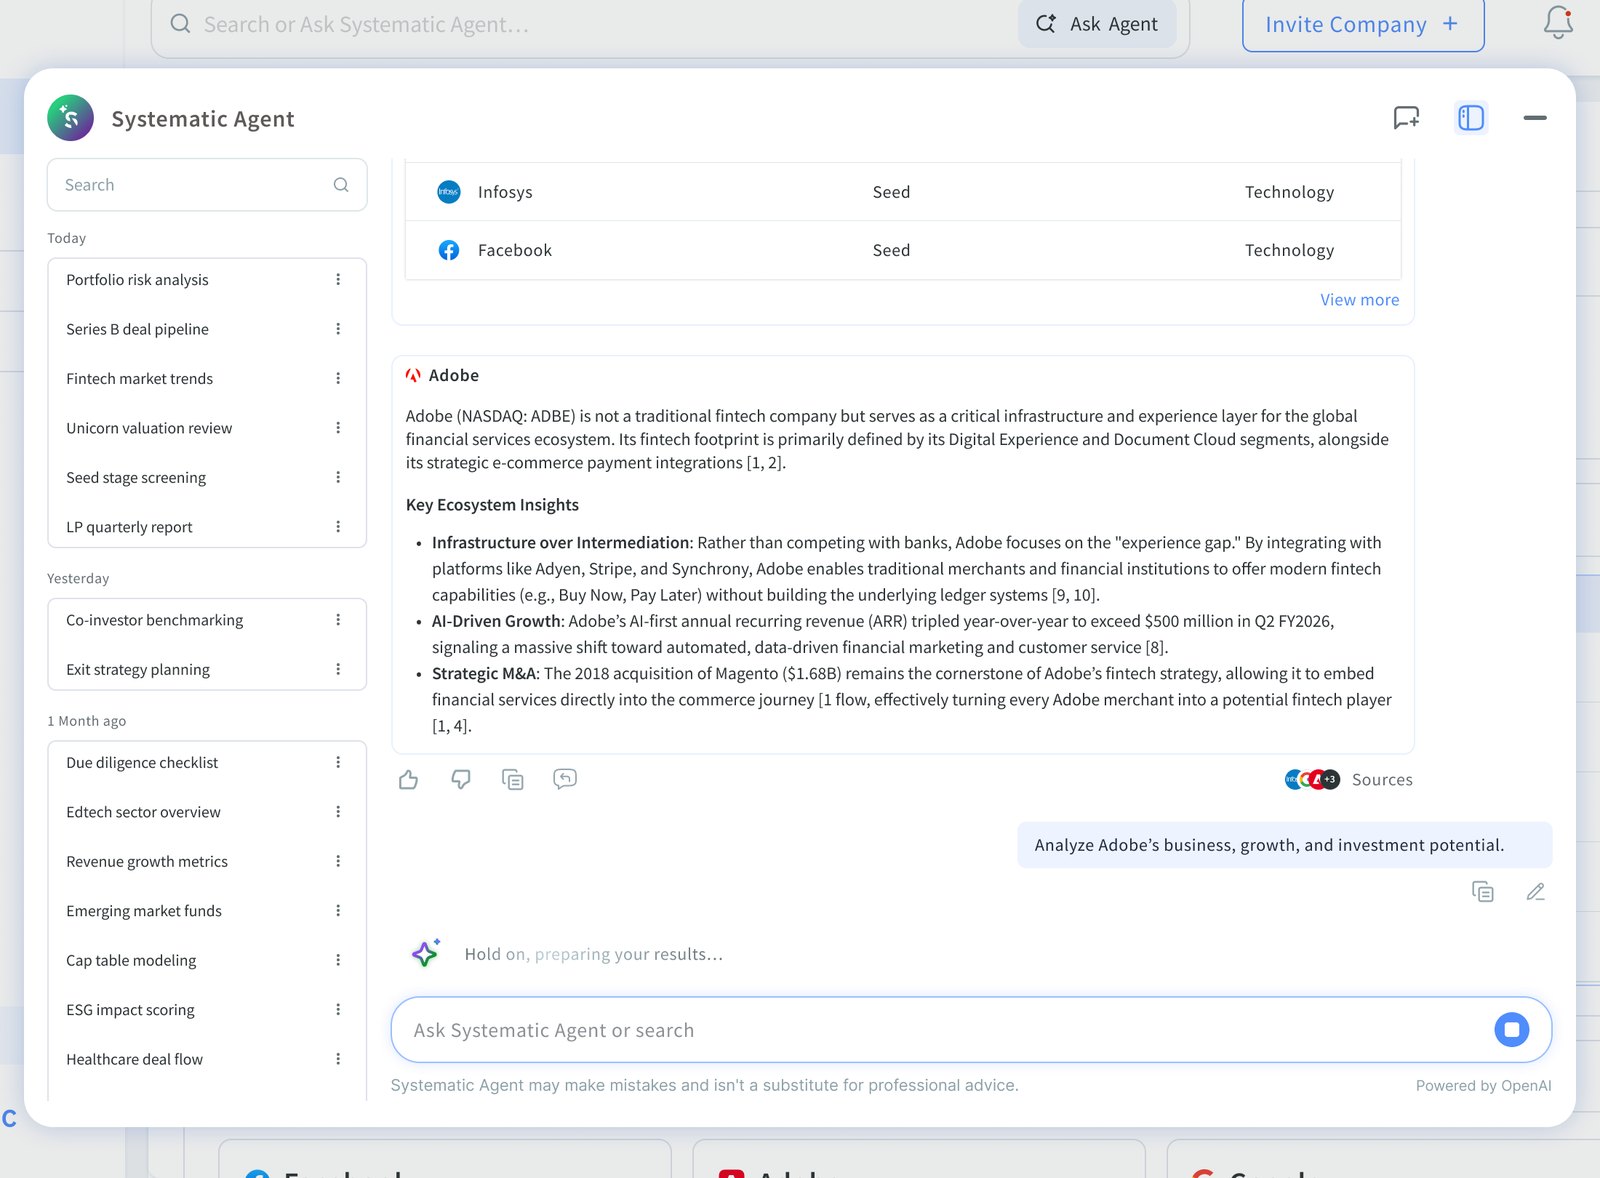 Search or Ask Systematic Agent…
Ask Agent
Invite Company +
Systematic Agent
Search
Today
Portfolio risk analysis
Series B deal pipeline
Fintech market trends
Unicorn valuation review
Seed stage screening
LP quarterly report
Yesterday
Co-investor benchmarking
Exit strategy planning
1 Month ago
Due diligence checklist
Edtech sector overview
Revenue growth metrics
Emerging market funds
Cap table modeling
ESG impact scoring
Healthcare deal flow
Infosys Infosys Seed Technology
Facebook Seed Technology
View more
Adobe
Adobe (NASDAQ: ADBE) is not a traditional fintech company but serves as a critical infrastructure and experience layer for the global
financial services ecosystem. Its fintech footprint is primarily defined by its Digital Experience and Document Cloud segments, alongside
its strategic e-commerce payment integrations [1, 2].
Key Ecosystem Insights
• Infrastructure over Intermediation: Rather than competing with banks, Adobe focuses on the "experience gap." By integrating with
platforms like Adyen, Stripe, and Synchrony, Adobe enables traditional merchants and financial institutions to offer modern fintech
capabilities (e.g., Buy Now, Pay Later) without building the underlying ledger systems [9, 10].
• AI-Driven Growth: Adobe’s AI-first annual recurring revenue (ARR) tripled year-over-year to exceed $500 million in Q2 FY2026,
signaling a massive shift toward automated, data-driven financial marketing and customer service [8].
• Strategic M&A: The 2018 acquisition of Magento ($1.68B) remains the cornerstone of Adobe’s fintech strategy, allowing it to embed
financial services directly into the commerce journey [1 flow, effectively turning every Adobe merchant into a potential fintech player
[1, 4].
+3 Sources
Analyze Adobe’s business, growth, and investment potential.
Hold on, preparing your results…
Ask Systematic Agent or search
Systematic Agent may make mistakes and isn't a substitute for professional advice.
Powered by OpenAI
C